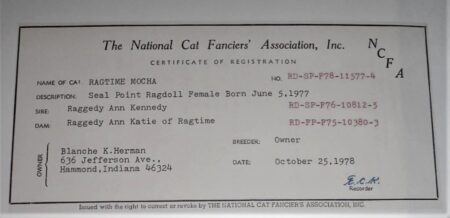 The National Cat Fanciers' Association, Inc.
N C F A
CERTIFICATE OF REGISTRATION
NAME OF CAT: RAGTIME MOCHA NO. RD-SP-F78-11577-4
DESCRIPTION: Seal Point Ragdoll Female Born June 5,1977
SIRE: Raggedy Ann Kennedy RD-SP-F76-10812-5
DAM: Raggedy Ann Katie of Ragtime RD-FP-F75-10380-3
BREEDER: Owner
OWNER
Blanche K.Herman
636 Jefferson Ave.,
Hammond,Indiana 46324
DATE: October 25,1978
E.C.K.
Recorder
Issued with the right to correct or revoke by THE NATIONAL CAT FANCIER'S ASSOCIATION, INC.